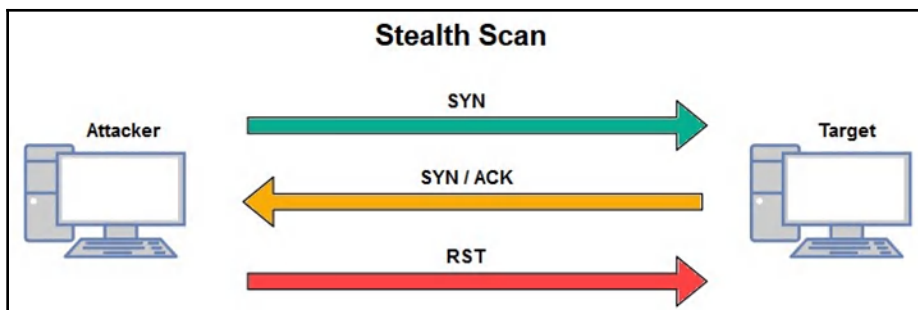 Stealth Scan
SYN
Attacker
Target
SYN / ACK
RST